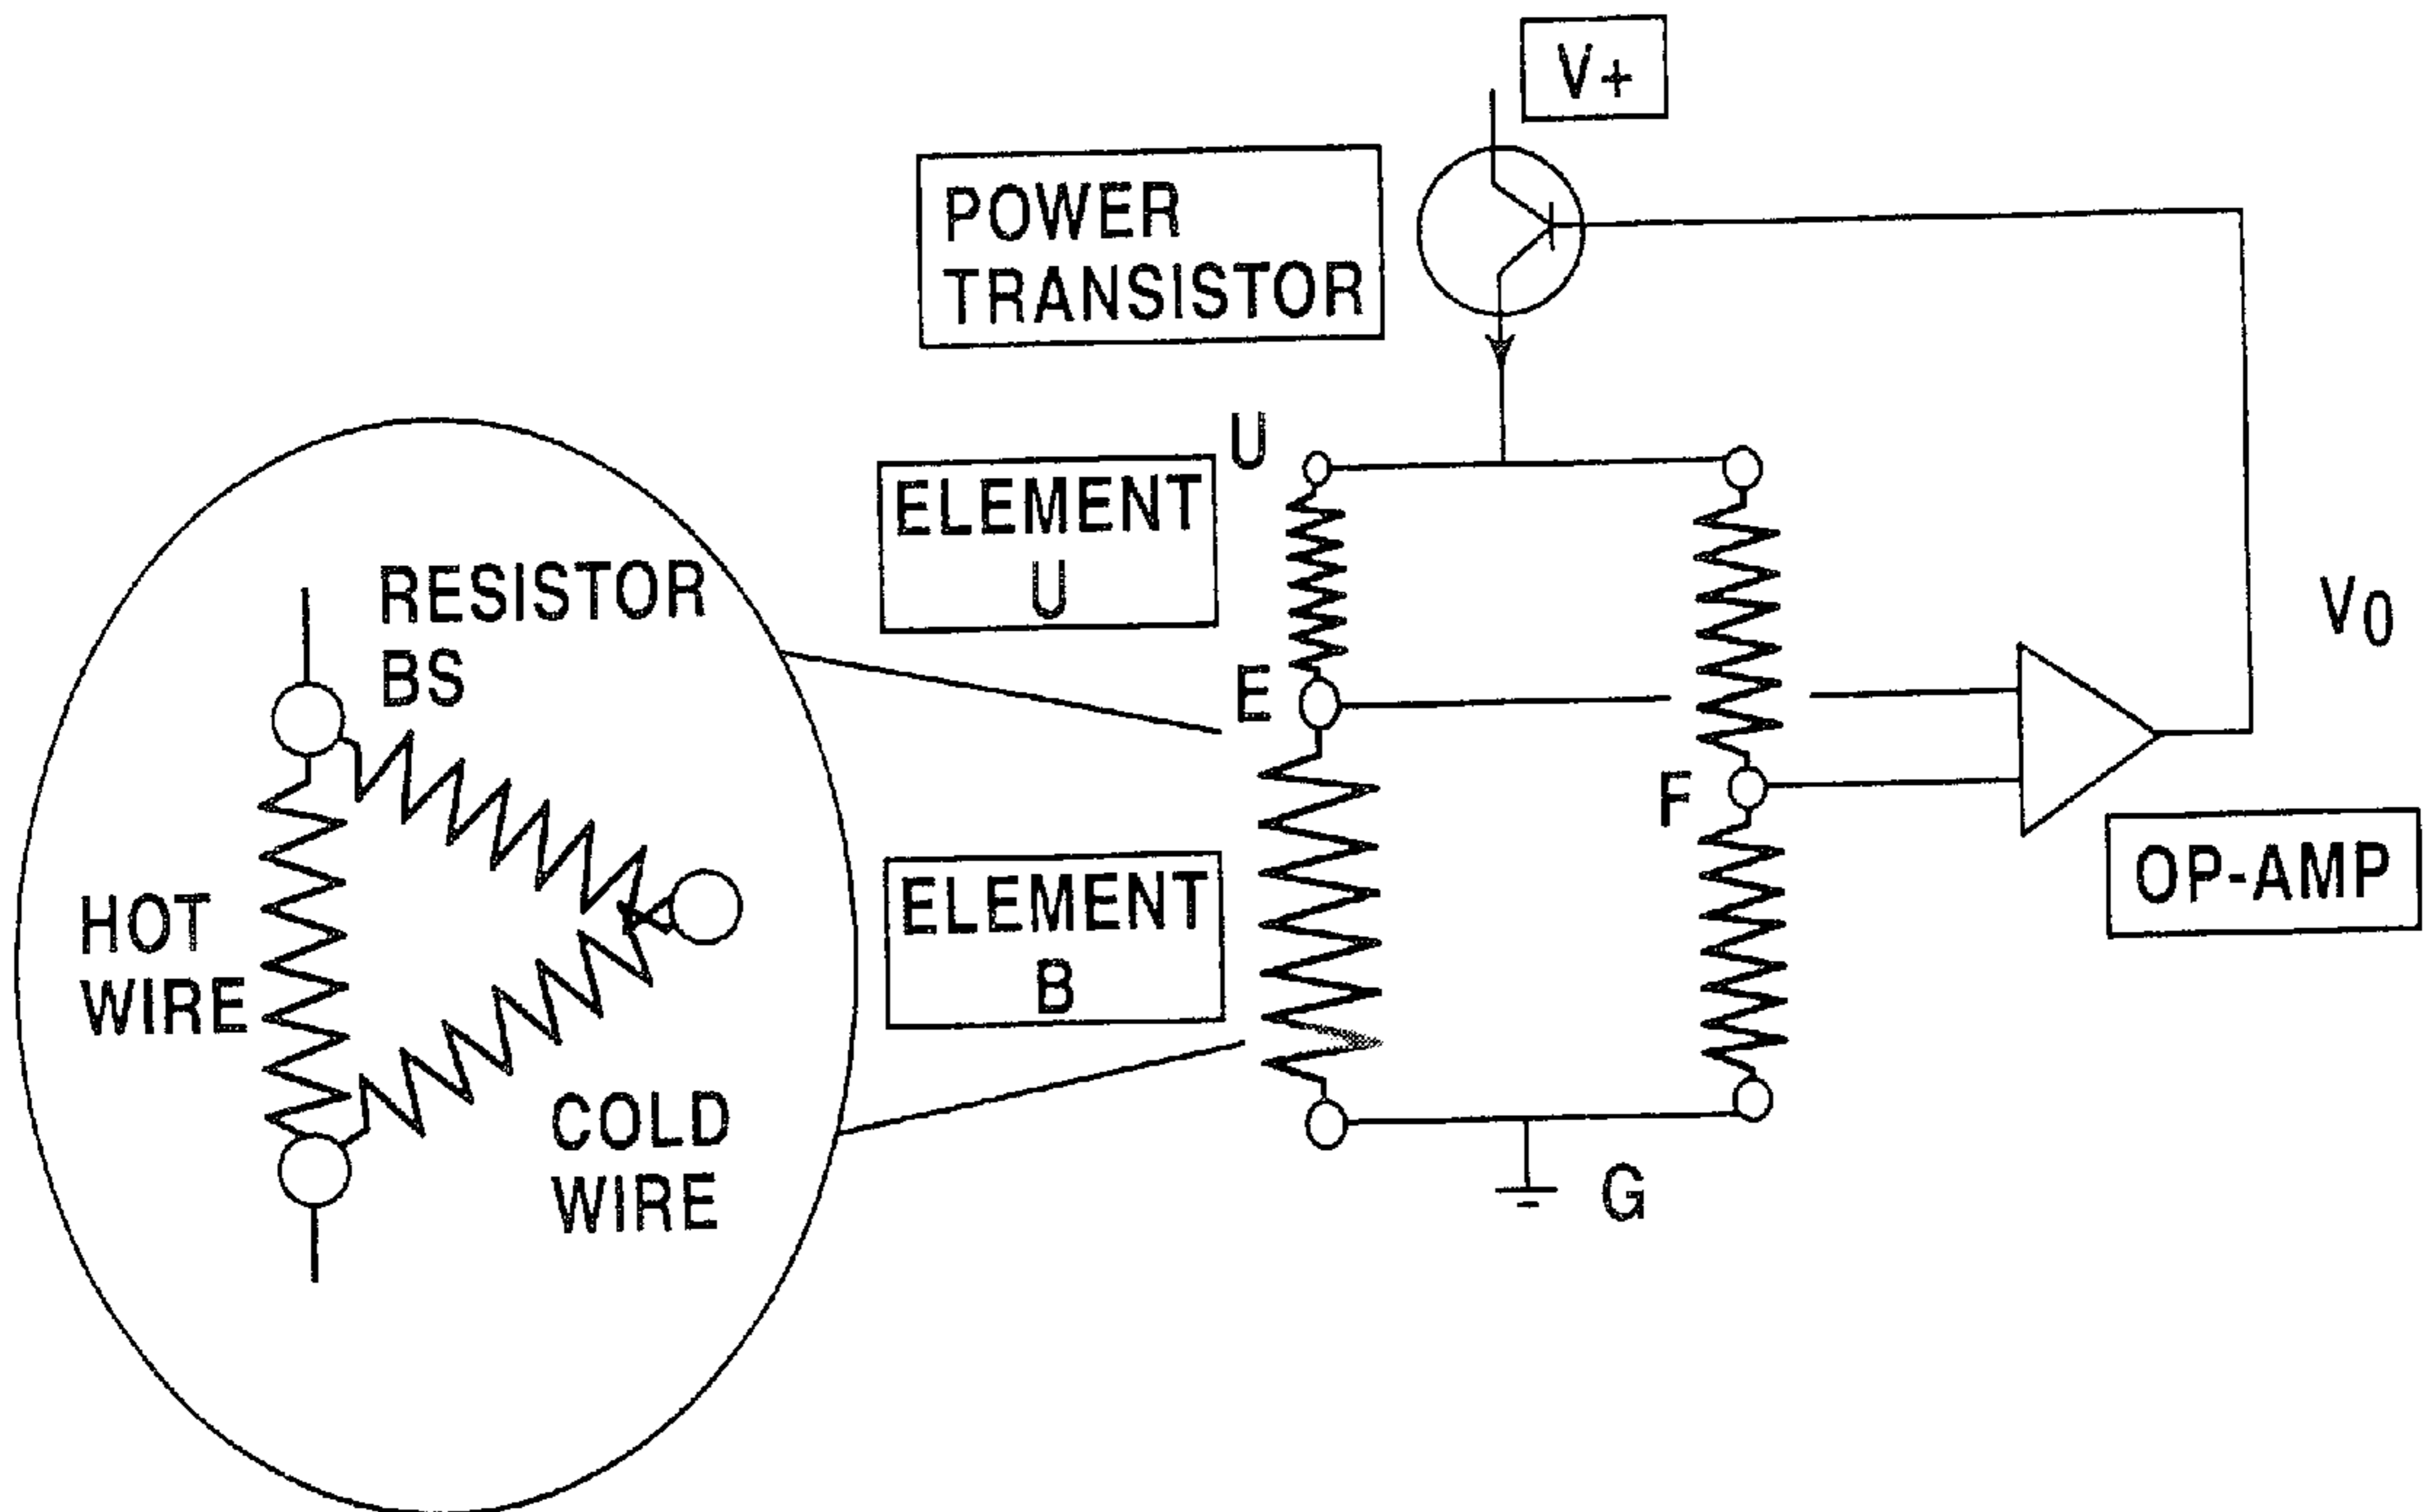 V+
POWER
TRANSISTOR
U
ELEMENT
U
RESISTOR
BS
V0
E
F
HOT
WIRE
ELEMENT
B
OP-AMP
COLD
WIRE
G